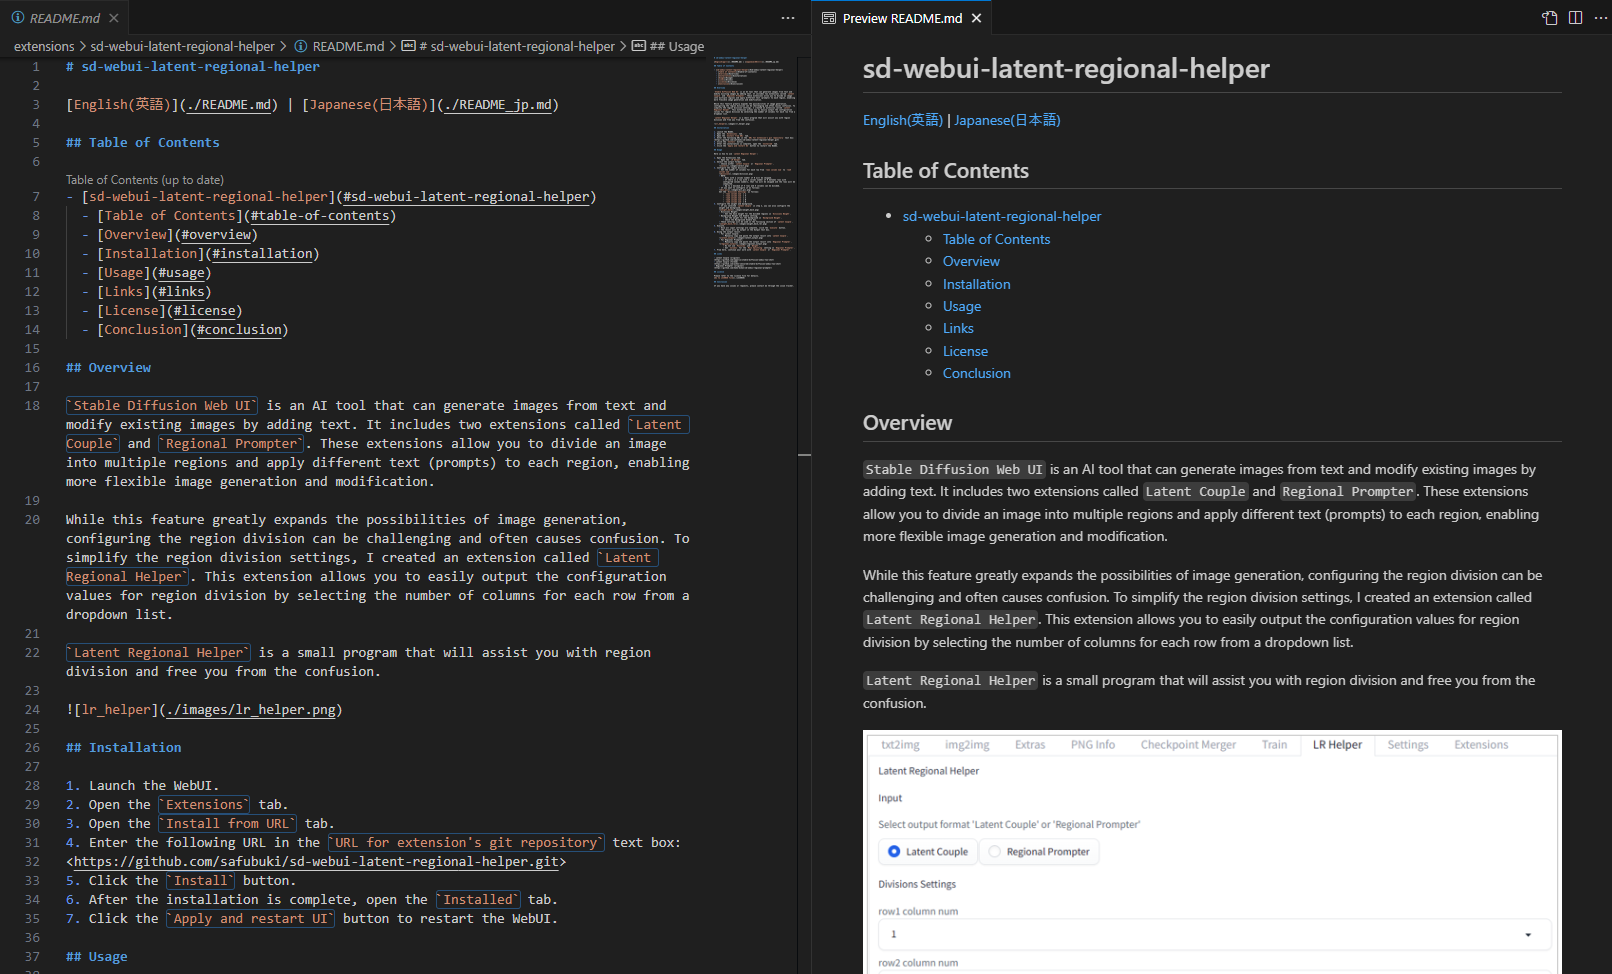 README.md
extensions > sd-webui-latent-regional-helper > README.md > # sd-webui-latent-regional-helper > ## Usage
1 # sd-webui-latent-regional-helper
2
3 [English(英語)](./README.md) | [Japanese(日本語)](./README_jp.md)
4
5 ## Table of Contents
6
Table of Contents (up to date)
7 - [sd-webui-latent-regional-helper](#sd-webui-latent-regional-helper)
8 - [Table of Contents](#table-of-contents)
9 - [Overview](#overview)
10 - [Installation](#installation)
11 - [Usage](#usage)
12 - [Links](#links)
13 - [License](#license)
14 - [Conclusion](#conclusion)
15
16 ## Overview
17
18 `Stable Diffusion Web UI` is an AI tool that can generate images from text and
modify existing images by adding text. It includes two extensions called `Latent
Couple` and `Regional Prompter`. These extensions allow you to divide an image
into multiple regions and apply different text (prompts) to each region, enabling
more flexible image generation and modification.
19
20 While this feature greatly expands the possibilities of image generation,
configuring the region division can be challenging and often causes confusion. To
simplify the region division settings, I created an extension called `Latent
Regional Helper`. This extension allows you to easily output the configuration
values for region division by selecting the number of columns for each row from a
dropdown list.
21
22 `Latent Regional Helper` is a small program that will assist you with region
division and free you from the confusion.
23
24 ![lr_helper](./images/lr_helper.png)
25
26 ## Installation
27
28 1. Launch the WebUI.
29 2. Open the `Extensions` tab.
30 3. Open the `Install from URL` tab.
31 4. Enter the following URL in the `URL for extension's git repository` text box:
32 <https://github.com/safubuki/sd-webui-latent-regional-helper.git>
33 5. Click the `Install` button.
34 6. After the installation is complete, open the `Installed` tab.
35 7. Click the `Apply and restart UI` button to restart the WebUI.
36
37 ## Usage
Preview README.md
sd-webui-latent-regional-helper
English(英語) | Japanese(日本語)
Table of Contents
sd-webui-latent-regional-helper
Table of Contents
Overview
Installation
Usage
Links
License
Conclusion
Overview
Stable Diffusion Web UI is an AI tool that can generate images from text and modify existing images by
adding text. It includes two extensions called Latent Couple and Regional Prompter. These extensions
allow you to divide an image into multiple regions and apply different text (prompts) to each region, enabling
more flexible image generation and modification.
While this feature greatly expands the possibilities of image generation, configuring the region division can be
challenging and often causes confusion. To simplify the region division settings, I created an extension called
Latent Regional Helper. This extension allows you to easily output the configuration values for region
division by selecting the number of columns for each row from a dropdown list.
Latent Regional Helper is a small program that will assist you with region division and free you from the
confusion.
txt2img img2img Extras PNG Info Checkpoint Merger Train LR Helper Settings Extensions
Latent Regional Helper
Input
Select output format 'Latent Couple' or 'Regional Prompter'
Latent Couple Regional Prompter
Divisions Settings
row1 column num
1
row2 column num